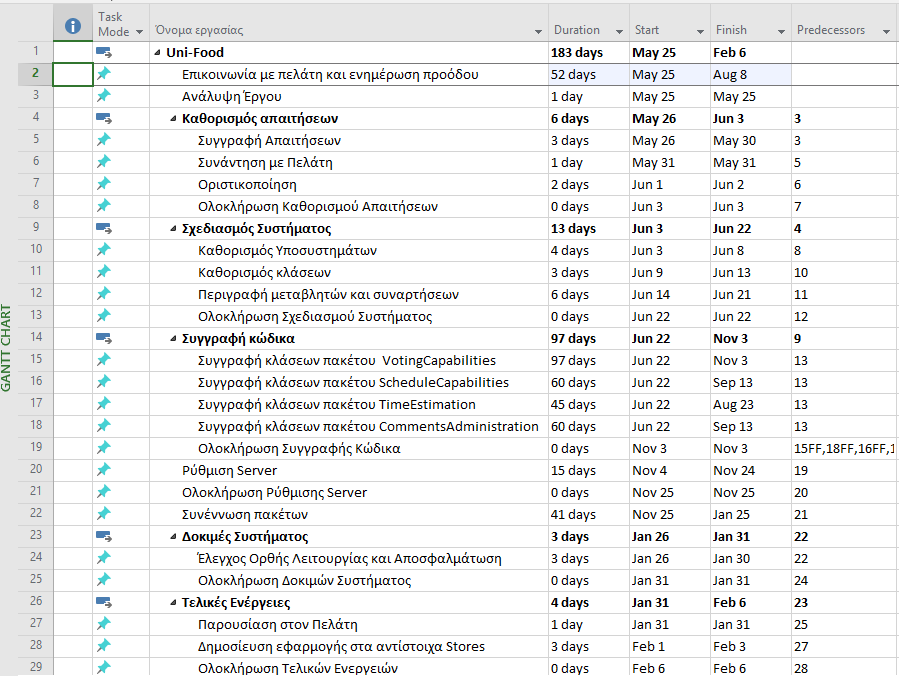 Task Mode Όνομα εργασίας Duration Start Finish Predecessors
1 Uni-Food 183 days May 25 Feb 6
2 Επικοινωνία με πελάτη και ενημέρωση προόδου 52 days May 25 Aug 8
3 Ανάλυψη Έργου 1 day May 25 May 25
4 Καθορισμός απαιτήσεων 6 days May 26 Jun 3 3
5 Συγγραφή Απαιτήσεων 3 days May 26 May 30 3
6 Συνάντηση με Πελάτη 1 day May 31 May 31 5
7 Οριστικοποίηση 2 days Jun 1 Jun 2 6
8 Ολοκλήρωση Καθορισμού Απαιτήσεων 0 days Jun 3 Jun 3 7
9 Σχεδιασμός Συστήματος 13 days Jun 3 Jun 22 4
10 Καθορισμός Υποσυστημάτων 4 days Jun 3 Jun 8 8
11 Καθορισμός κλάσεων 3 days Jun 9 Jun 13 10
12 Περιγραφή μεταβλητών και συναρτήσεων 6 days Jun 14 Jun 21 11
13 Ολοκλήρωση Σχεδιασμού Συστήματος 0 days Jun 22 Jun 22 12
14 Συγγραφή κώδικα 97 days Jun 22 Nov 3 9
15 Συγγραφή κλάσεων πακέτου VotingCapabilities 97 days Jun 22 Nov 3 13
16 Συγγραφή κλάσεων πακέτου ScheduleCapabilities 60 days Jun 22 Sep 13 13
17 Συγγραφή κλάσεων πακέτου TimeEstimation 45 days Jun 22 Aug 23 13
18 Συγγραφή κλάσεων πακέτου CommentsAdministration 60 days Jun 22 Sep 13 13
19 Ολοκλήρωση Συγγραφής Κώδικα 0 days Nov 3 Nov 3 15FF,18FF,16FF,1
20 Ρύθμιση Server 15 days Nov 4 Nov 24 19
21 Ολοκλήρωση Ρύθμισης Server 0 days Nov 25 Nov 25 20
22 Συνέννωση πακέτων 41 days Nov 25 Jan 25 21
23 Δοκιμές Συστήματος 3 days Jan 26 Jan 31 22
24 Έλεγχος Ορθής Λειτουργίας και Αποσφαλμάτωση 3 days Jan 26 Jan 30 22
25 Ολοκλήρωση Δοκιμών Συστήματος 0 days Jan 31 Jan 31 24
26 Τελικές Ενέργειες 4 days Jan 31 Feb 6 23
27 Παρουσίαση στον Πελάτη 1 day Jan 31 Jan 31 25
28 Δημοσίευση εφαρμογής στα αντίστοιχα Stores 3 days Feb 1 Feb 3 27
29 Ολοκλήρωση Τελικών Ενεργειών 0 days Feb 6 Feb 6 28
GANTT CHART